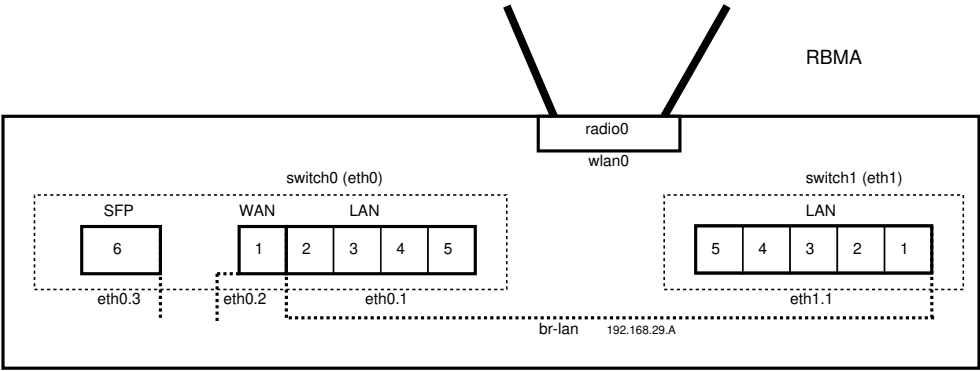 RBMA
radio0
wlan0
switch0 (eth0)
switch1 (eth1)
SFP WAN LAN
LAN
6 1 2 3 4 5
5 4 3 2 1
eth0.3 eth0.2 eth0.1
eth1.1
br-lan 192.168.29.A